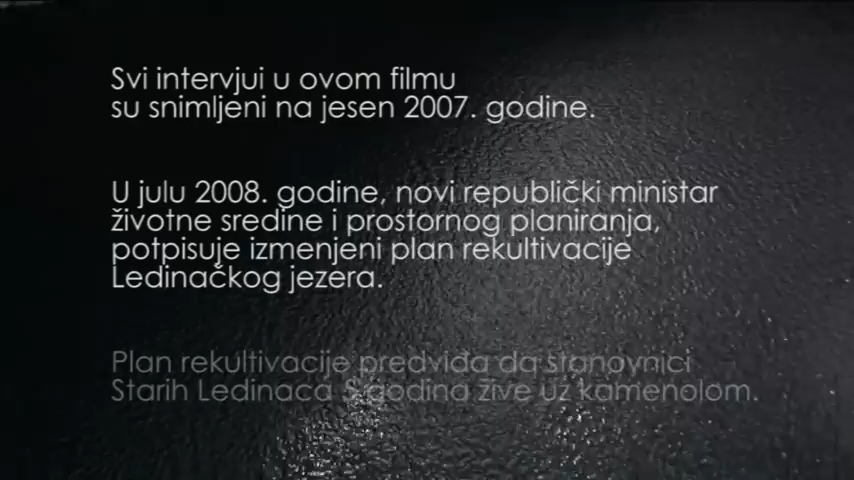 Svi intervjui u ovom filmu
su snimljeni na jesen 2007. godine.
U julu 2008. godine, novi republički ministar
životne sredine i prostornog planiranja,
potpisuje izmenjeni plan rekultivacije
Ledinačkog jezera.
Plan rekultivacije predviđa da stanovnici
Starih Ledinaca 5 godina žive uz kamenolom.